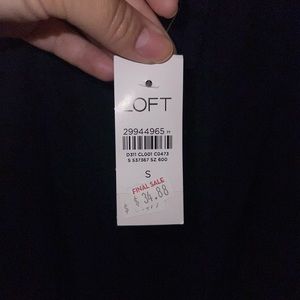 LOFT
29944965
D311 CL001 C0473
S 537367 SZ 600
S
FINAL SALE
$ 34.88